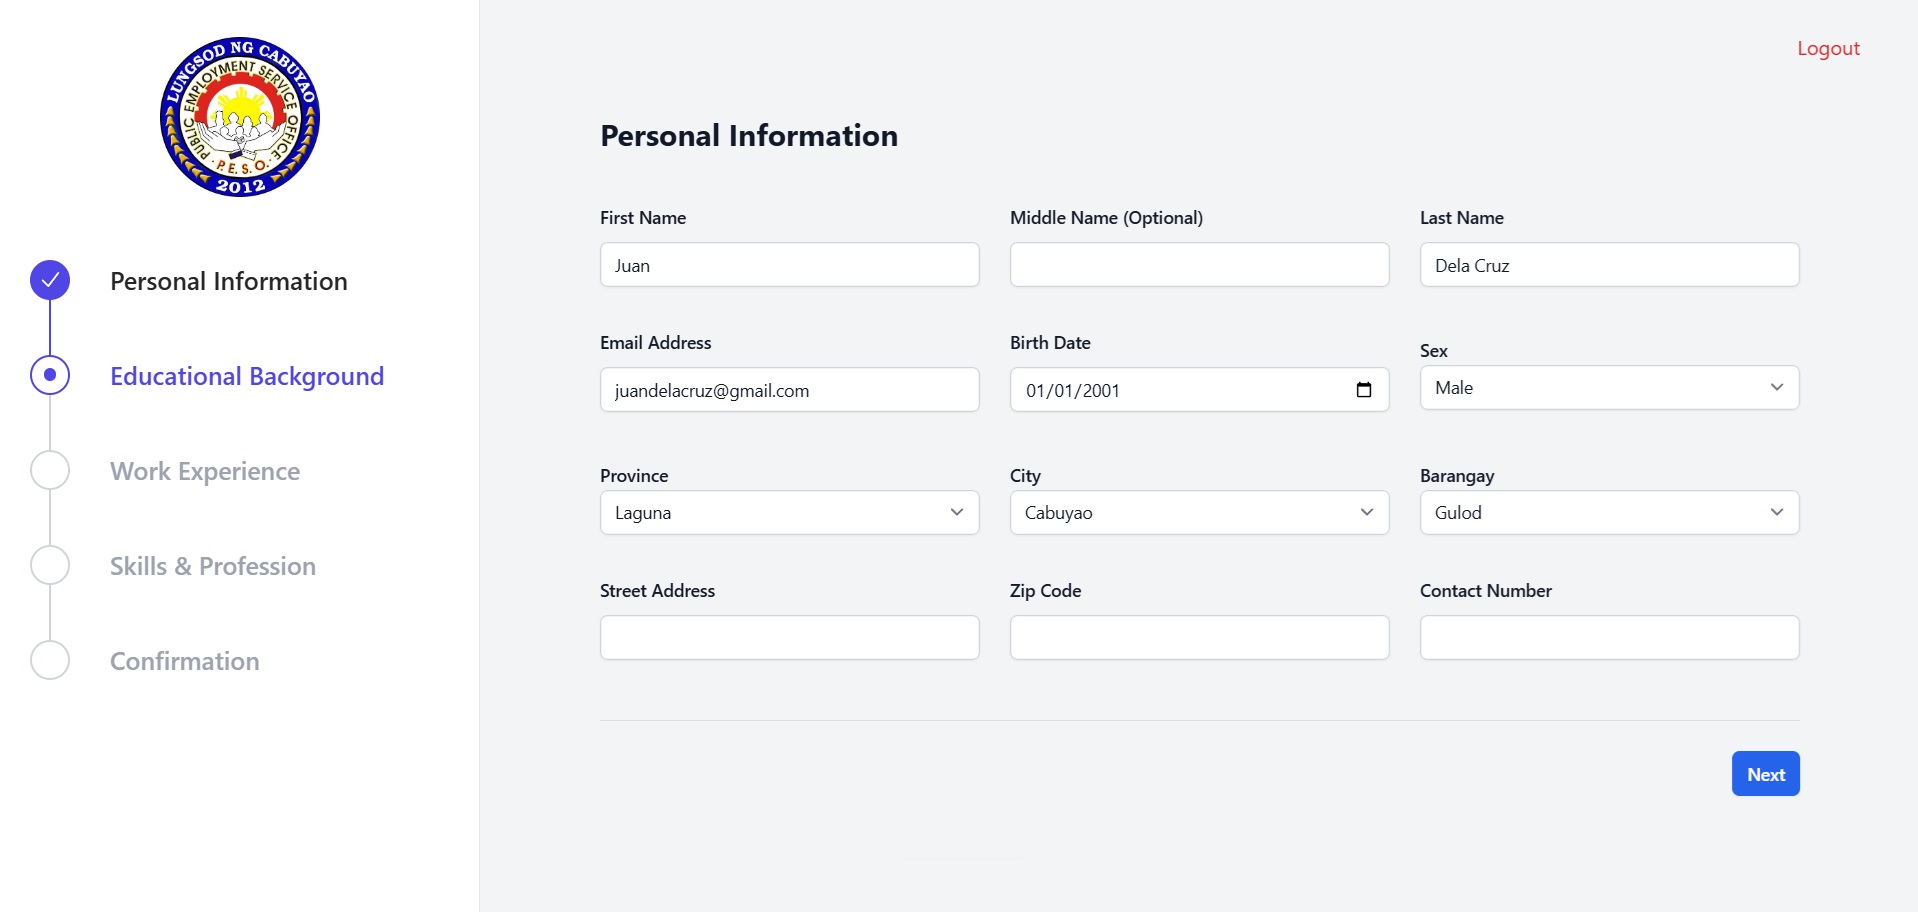 LUNGSOD NG CABUYAO
PUBLIC EMPLOYMENT SERVICE OFFICE
P.E.S.O.
2012
Personal Information
Educational Background
Work Experience
Skills & Profession
Confirmation
Logout
Personal Information
First Name
Middle Name (Optional)
Last Name
Juan
Dela Cruz
Email Address
Birth Date
Sex
juandelacruz@gmail.com
01/01/2001
Male
Province
City
Barangay
Laguna
Cabuyao
Gulod
Street Address
Zip Code
Contact Number
Next